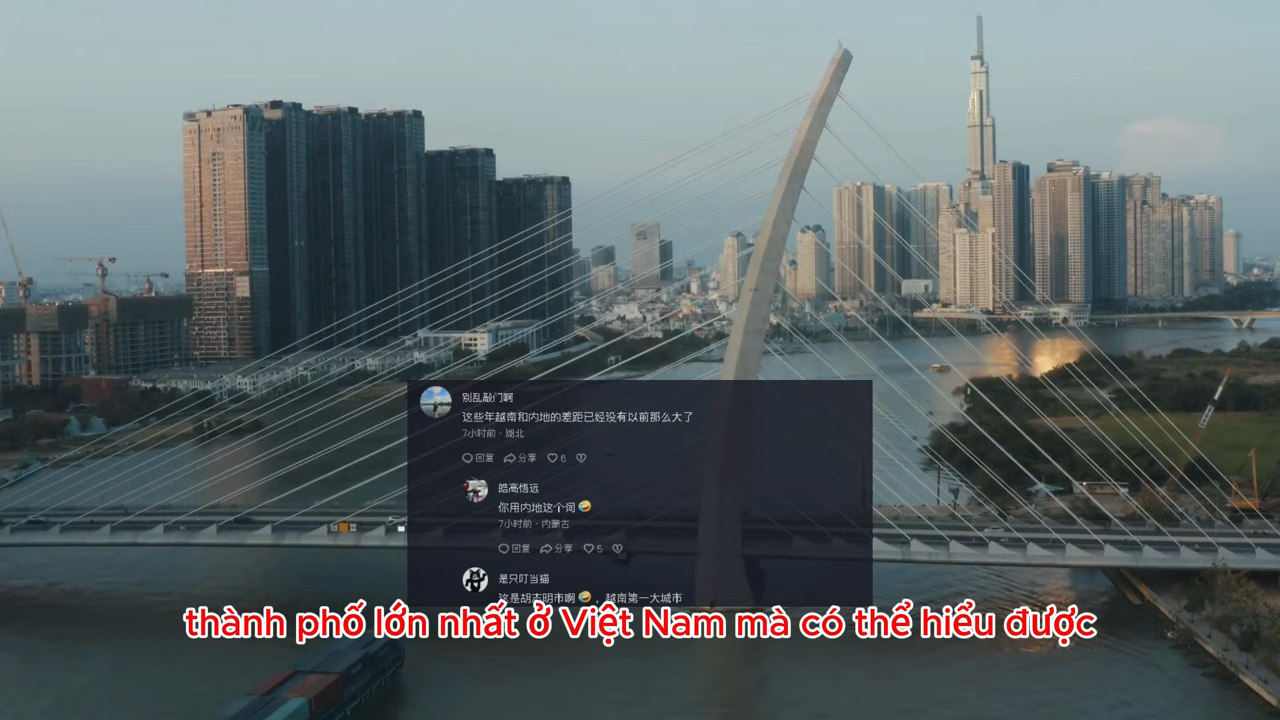 别乱敲门啊
这些年越南和内地的差距已经没有以前那么大了
7小时前 · 湖北
回复 分享 6
皓高悟远
你用内地这个词🤣
7小时前 · 内蒙古
回复 分享 5
是只叮当猫
这是胡志明市啊🤣，越南第一大城市
thành phố lớn nhất ở Việt Nam mà có thể hiểu được